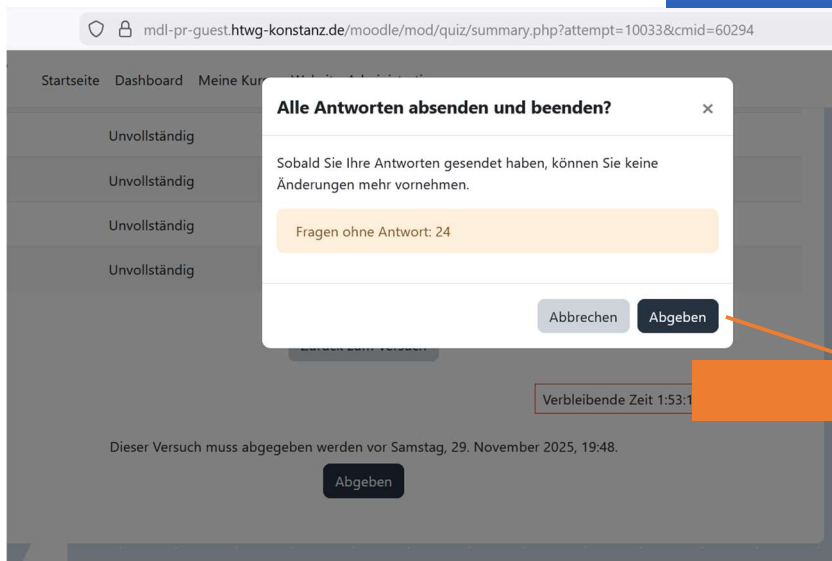 mdl-pr-guest.htwg-konstanz.de/moodle/mod/quiz/summary.php?attempt=10033&cmid=60294
Startseite Dashboard Meine Kur
Alle Antworten absenden und beenden? ×
Unvollständig
Sobald Sie Ihre Antworten gesendet haben, können Sie keine
Änderungen mehr vornehmen.
Unvollständig
Unvollständig
Fragen ohne Antwort: 24
Unvollständig
Abbrechen Abgeben
Verbleibende Zeit 1:53:1
Dieser Versuch muss abgegeben werden vor Samstag, 29. November 2025, 19:48.
Abgeben